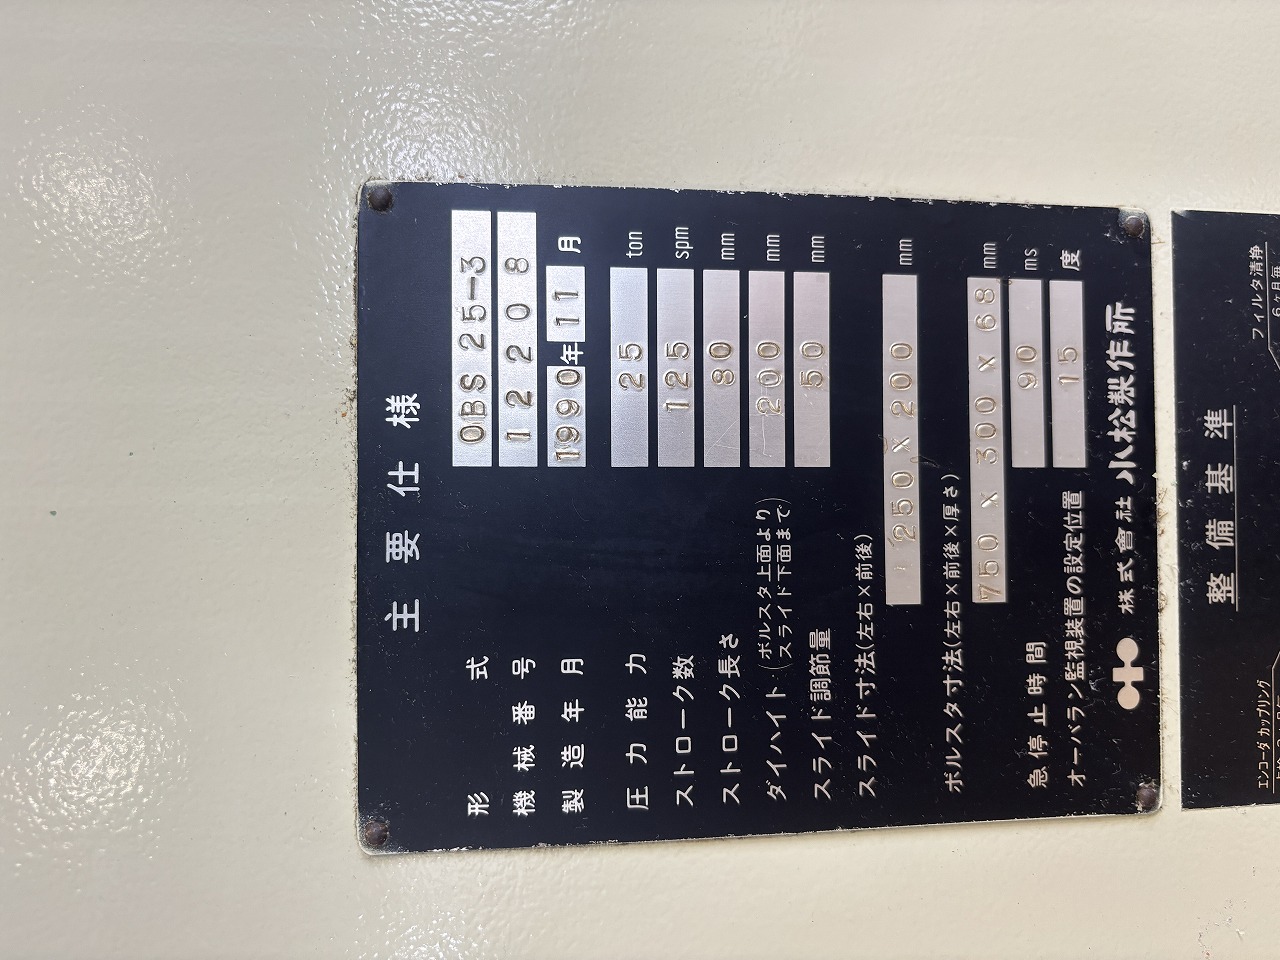 主要仕様
形式 OBS 25-3
機械番号 12208
製造年月 1990年11月
圧力能力 25 ton
ストローク数 125 spm
ストローク長さ 80 mm
ダイハイト(ボルスタ上面よりスライド下面まで) 200 mm
スライド調節量 50 mm
スライド寸法(左右×前後) 250 x 200 mm
ボルスタ寸法(左右×前後×厚さ) 750 x 300 x 68 mm
急停止時間 90 ms
オーバラン監視装置の設定位置 15 度
株式會社 小松製作所
整備基準
フィルタ清掃
6ヶ月毎
エンコーダカップリング